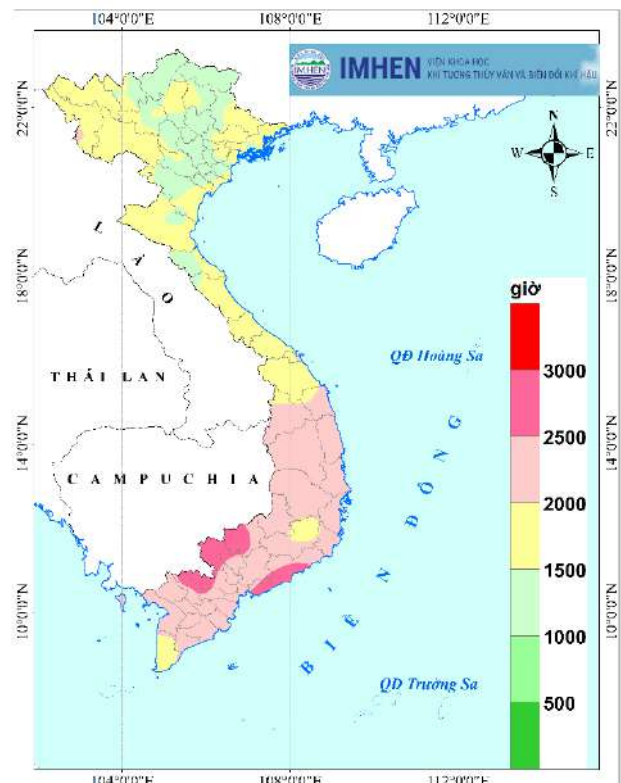 104°0'0"E 108°0'0"E 112°0'0"E
IMHEN
IMHEN
VIỆN KHOA HỌC
KHÍ TƯỢNG THỦY VĂN VÀ BIẾN ĐỔI KHÍ HẬU
22°0'0"N
22°0'0"N
N
W E
S
LÀO
18°0'0"N
18°0'0"N
giờ
QĐ Hoàng Sa
3000
THÁI LAN
2500
14°0'0"N
14°0'0"N
CAMPUCHIA
2000
BIỂN ĐÔNG
1500
10°0'0"N
10°0'0"N
1000
QĐ Trường Sa
500
104°0'0"E 108°0'0"E 112°0'0"E